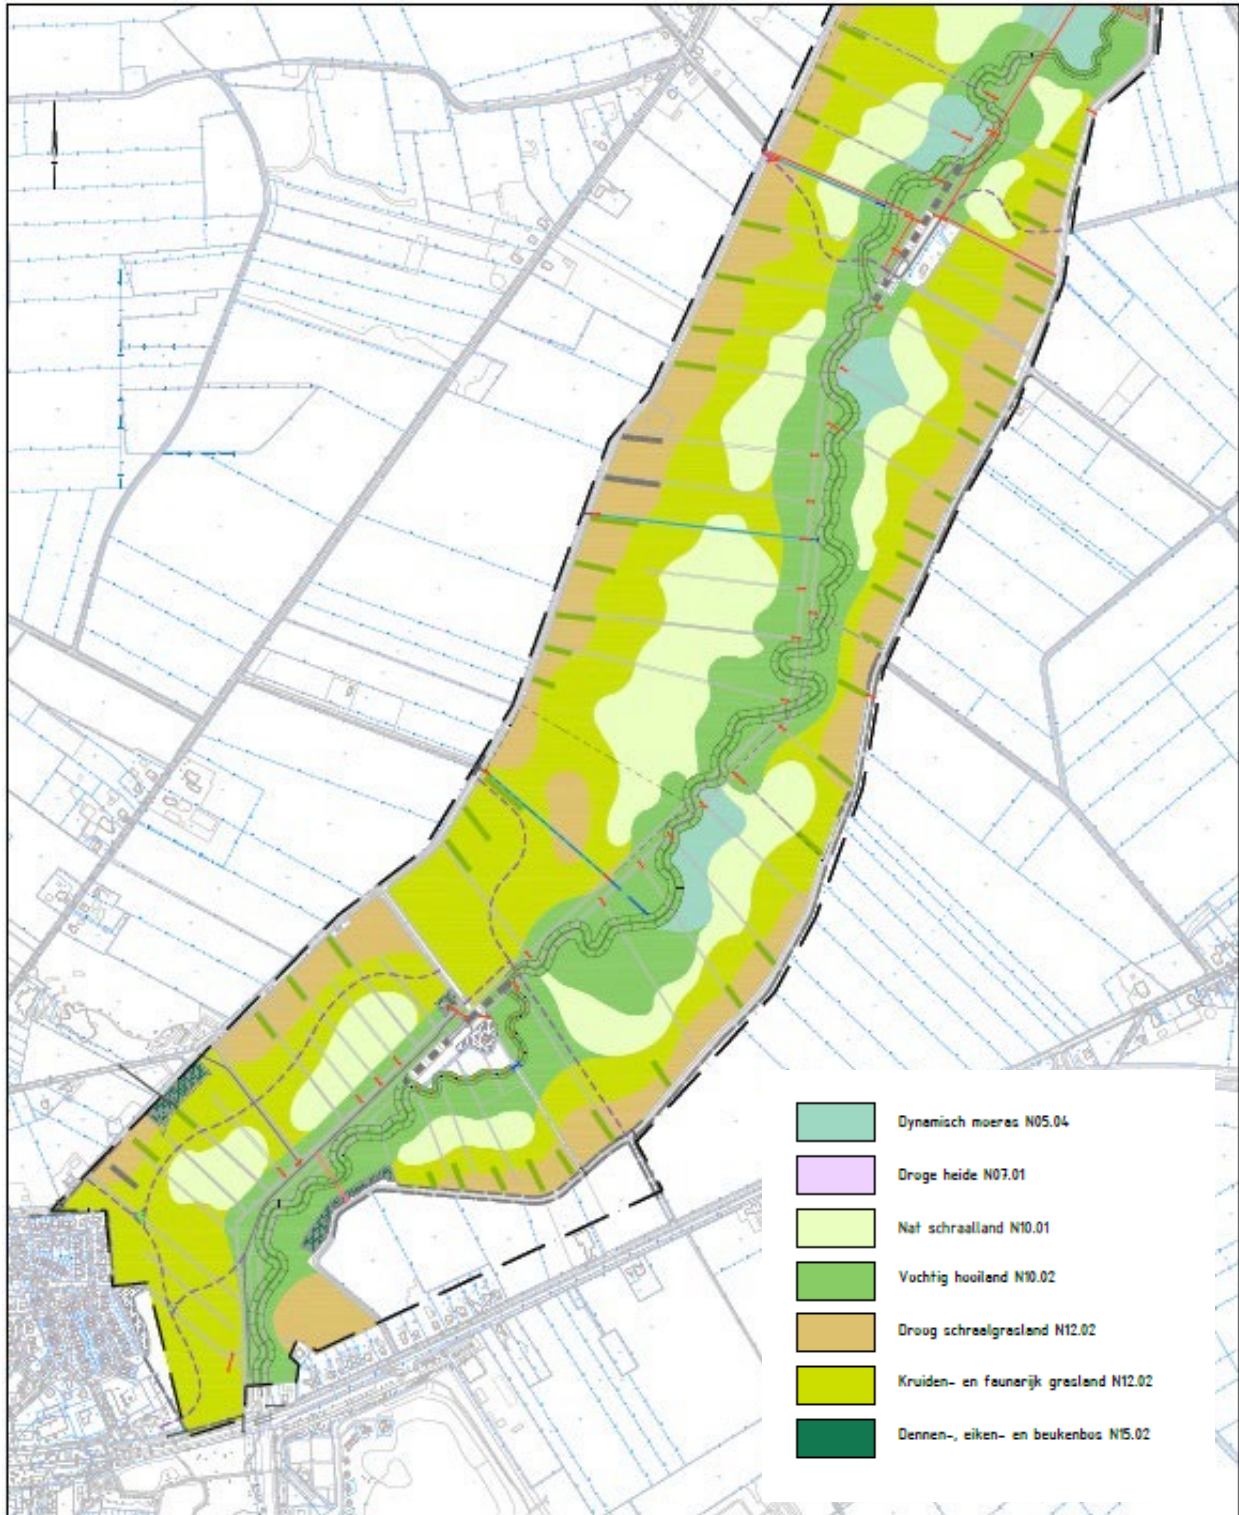 Dynamisch moeras N05.04
Droge heide N07.01
Nat schraalland N10.01
Vochtig hooiland N10.02
Droog schraalgrasland N12.02
Kruiden- en faunarijk grasland N12.02
Dennen-, eiken- en beukenbos N15.02